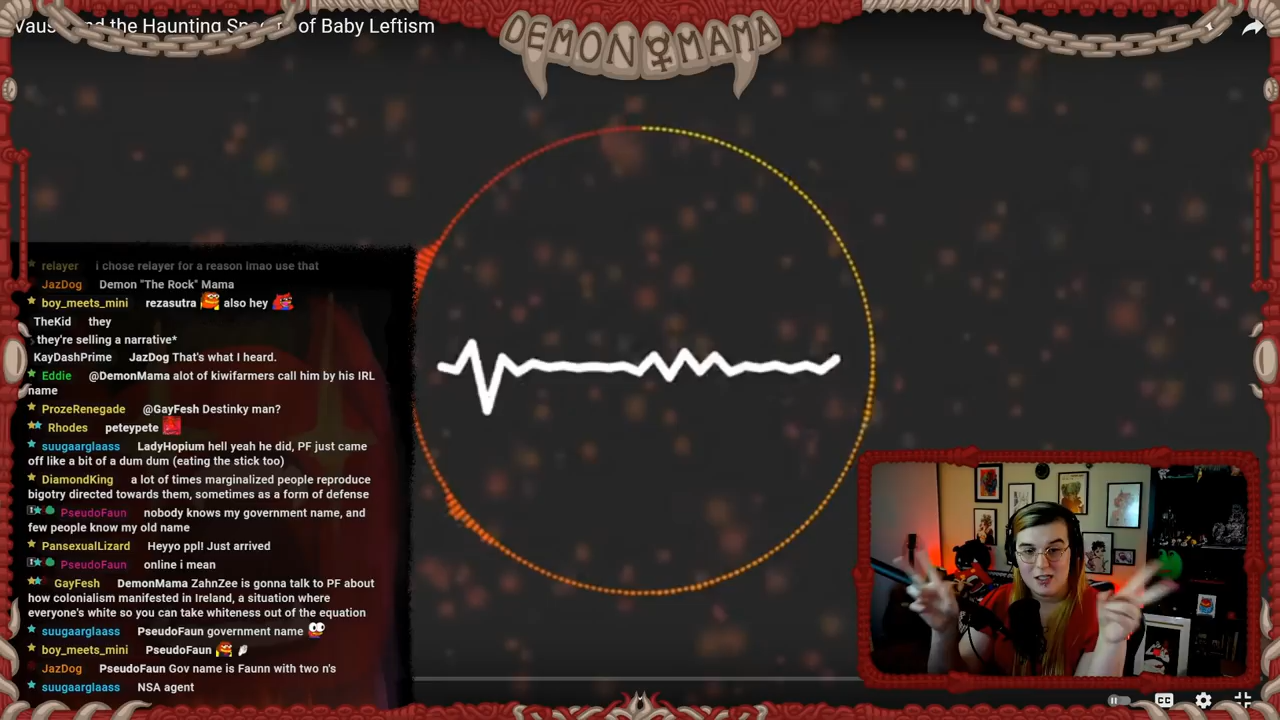 Vaus and the Haunting Spectre of Baby Leftism
DEMON MAMA
relayer i chose relayer for a reason lmao use that
JazDog Demon "The Rock" Mama
boy_meets_mini rezasutra also hey
TheKid they
they're selling a narrative*
KayDashPrime JazDog That's what I heard.
Eddie @DemonMama alot of kiwifarmers call him by his IRL
name
ProzeRenegade @GayFesh Destinky man?
Rhodes peteypete
suugaarglaass LadyHopium hell yeah he did, PF just came
off like a bit of a dum dum (eating the stick too)
DiamondKing a lot of times marginalized people reproduce
bigotry directed towards them, sometimes as a form of defense
PseudoFaun nobody knows my government name, and
few people know my old name
PansexualLizard Heyyo ppl! Just arrived
PseudoFaun online i mean
GayFesh DemonMama ZahnZee is gonna talk to PF about
how colonialism manifested in Ireland, a situation where
everyone's white so you can take whiteness out of the equation
suugaarglaass PseudoFaun government name
boy_meets_mini PseudoFaun
JazDog PseudoFaun Gov name is Faunn with two n's
suugaarglaass NSA agent
CC